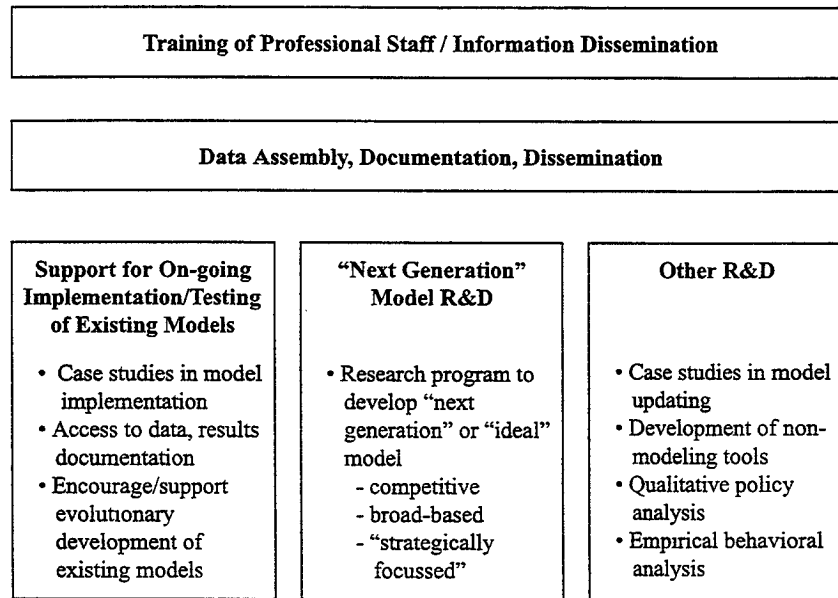 Training of Professional Staff / Information Dissemination
Data Assembly, Documentation, Dissemination
Support for On-going
Implementation/Testing
of Existing Models
• Case studies in model
implementation
• Access to data, results
documentation
• Encourage/support
evolutionary
development of
existing models
“Next Generation”
Model R&D
• Research program to
develop “next
generation” or “ideal”
model
- competitive
- broad-based
- “strategically
focussed”
Other R&D
• Case studies in model
updating
• Development of non-
modeling tools
• Qualitative policy
analysis
• Empirical behavioral
analysis